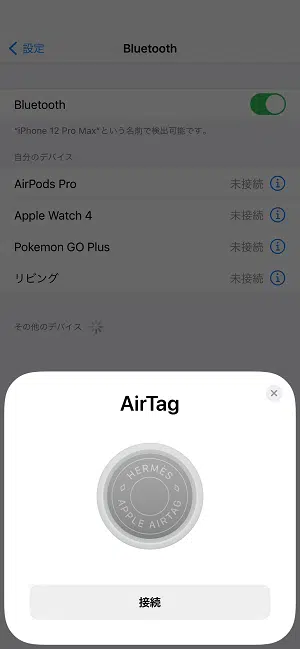 設定
Bluetooth
Bluetooth
"iPhone 12 Pro Max"という名前で検出可能です。
自分のデバイス
AirPods Pro 未接続
Apple Watch 4 未接続
Pokemon GO Plus 未接続
リビング 未接続
その他のデバイス
AirTag
HERMÈS
APPLE AIRTAG
接続